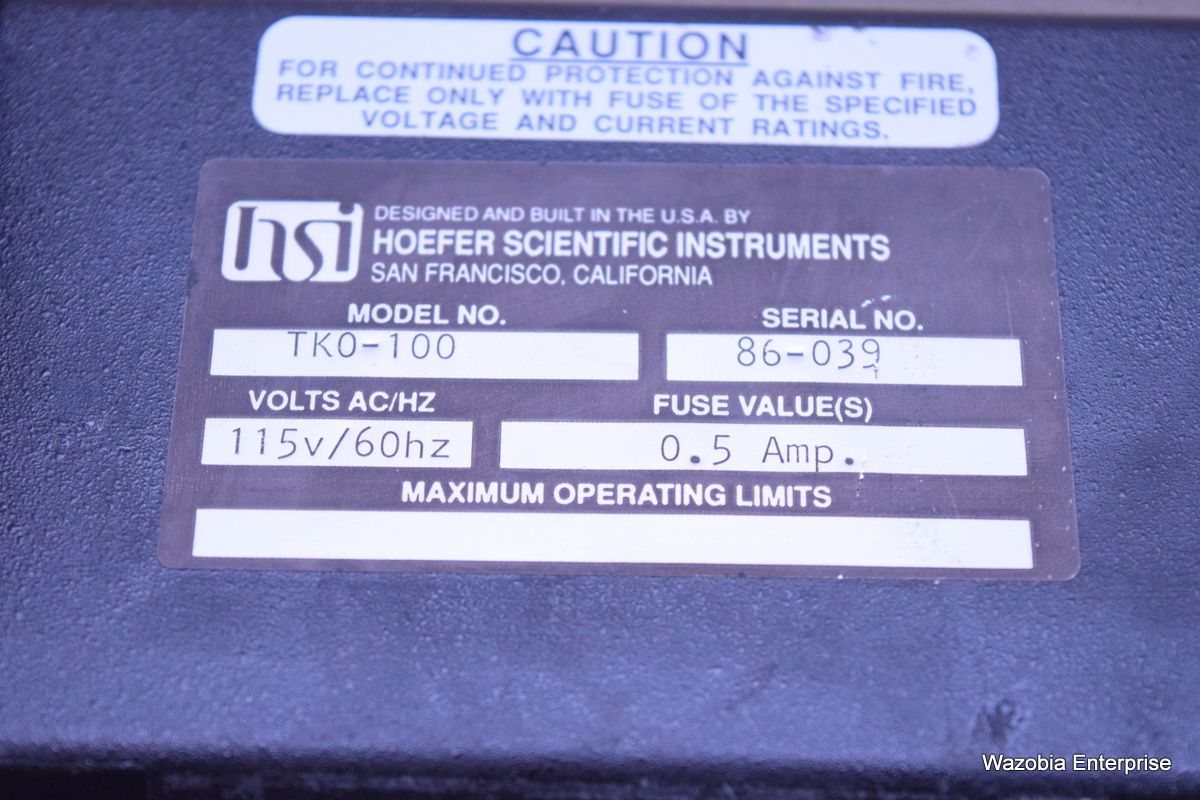 CAUTION
FOR CONTINUED PROTECTION AGAINST FIRE,
REPLACE ONLY WITH FUSE OF THE SPECIFIED
VOLTAGE AND CURRENT RATINGS.
hsi
DESIGNED AND BUILT IN THE U.S.A. BY
HOEFER SCIENTIFIC INSTRUMENTS
SAN FRANCISCO, CALIFORNIA
MODEL NO. SERIAL NO.
TKO-100 86-039
VOLTS AC/HZ FUSE VALUE(S)
115v/60hz 0.5 Amp.
MAXIMUM OPERATING LIMITS
Wazobia Enterprise